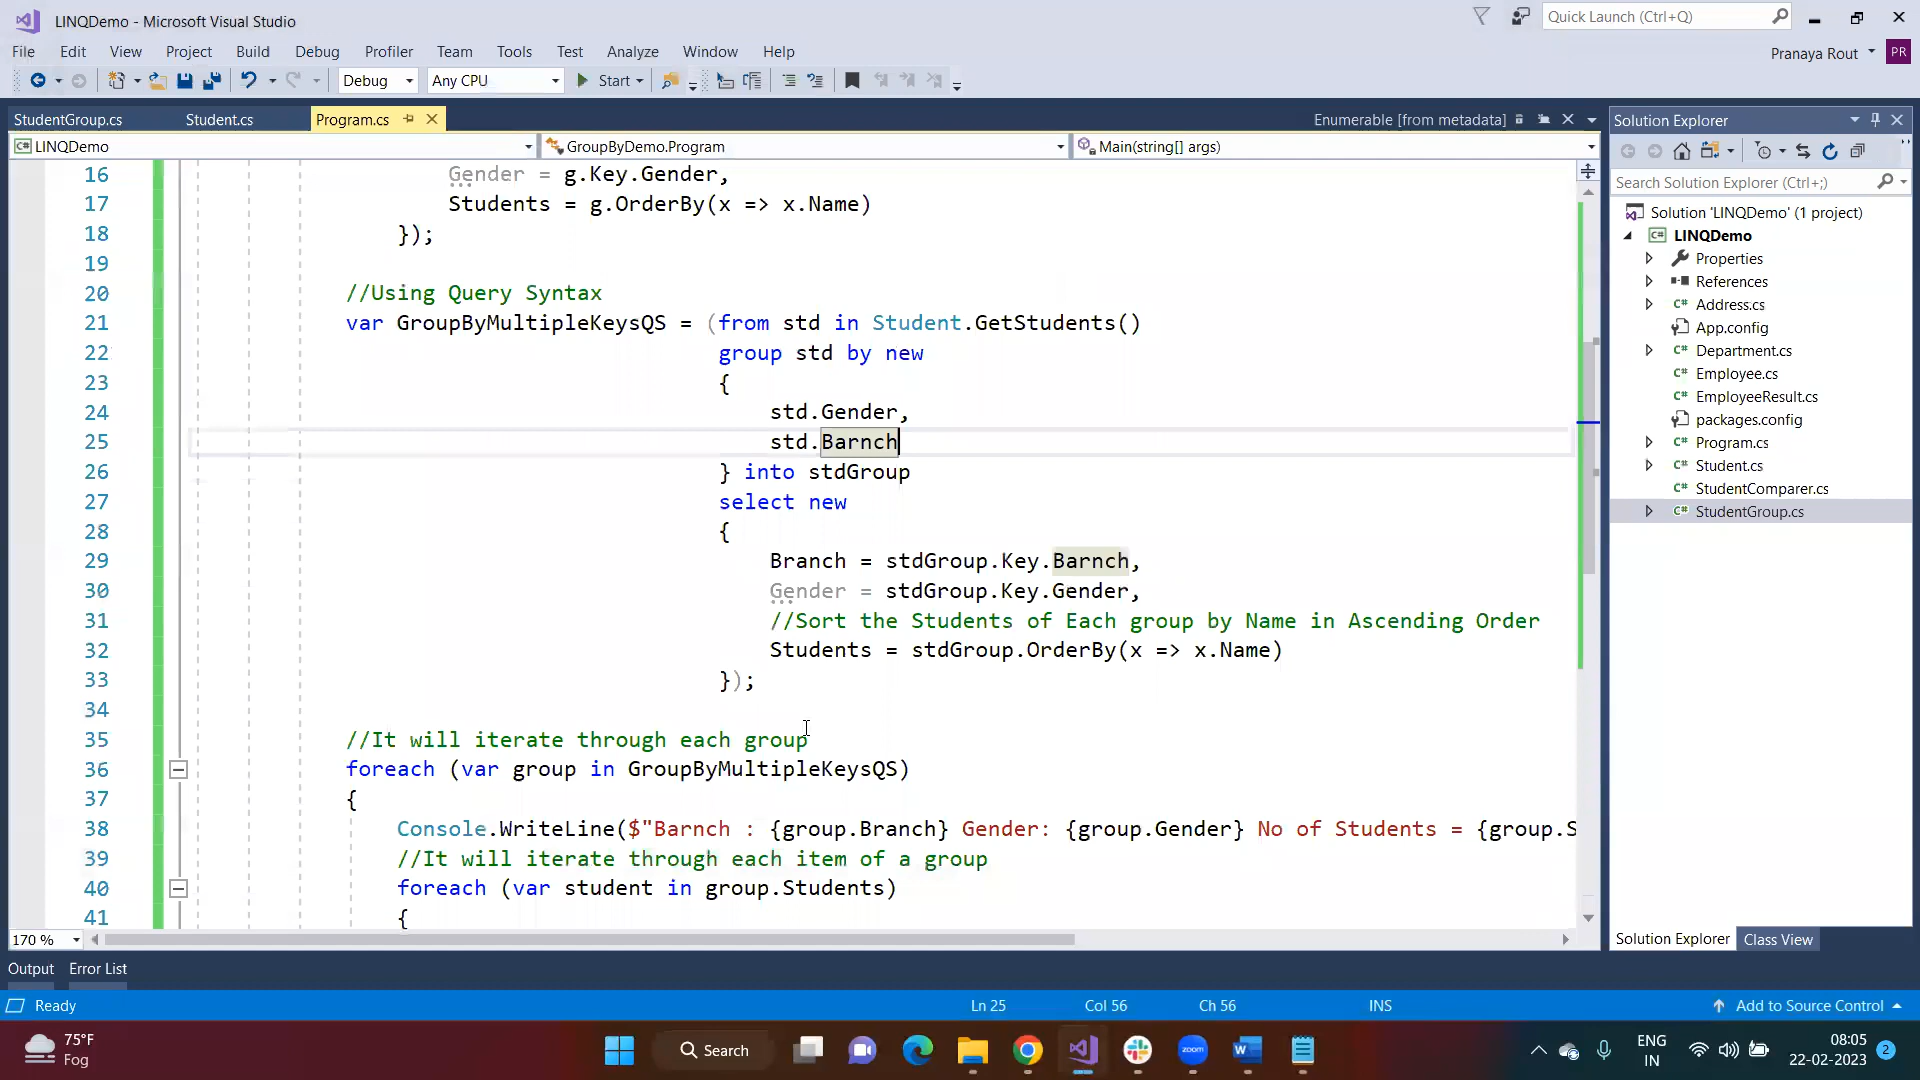 LINQDemo - Microsoft Visual Studio
Quick Launch (Ctrl+Q)
File Edit View Project Build Debug Profiler Team Tools Test Analyze Window Help
Pranaya Rout PR
Debug Any CPU Start
StudentGroup.cs Student.cs Program.cs Enumerable [from metadata]
LINQDemo GroupByDemo.Program Main(string[] args)
16 Gender = g.Key.Gender,
17 Students = g.OrderBy(x => x.Name)
18 });
19
20 //Using Query Syntax
21 var GroupByMultipleKeysQS = (from std in Student.GetStudents()
22 group std by new
23 {
24 std.Gender,
25 std.Barnch
26 } into stdGroup
27 select new
28 {
29 Branch = stdGroup.Key.Barnch,
30 Gender = stdGroup.Key.Gender,
31 //Sort the Students of Each group by Name in Ascending Order
32 Students = stdGroup.OrderBy(x => x.Name)
33 });
34
35 //It will iterate through each group
36 foreach (var group in GroupByMultipleKeysQS)
37 {
38 Console.WriteLine($"Barnch : {group.Branch} Gender: {group.Gender} No of Students = {group.S
39 //It will iterate through each item of a group
40 foreach (var student in group.Students)
41 {
170 %
Solution Explorer
Search Solution Explorer (Ctrl+;)
Solution 'LINQDemo' (1 project)
LINQDemo
Properties
References
Address.cs
App.config
Department.cs
Employee.cs
EmployeeResult.cs
packages.config
Program.cs
Student.cs
StudentComparer.cs
StudentGroup.cs
Solution Explorer Class View
Output Error List
Ready Ln 25 Col 56 Ch 56 INS Add to Source Control
75°F
Fog
Search
zoom
ENG
IN
08:05
22-02-2023
2